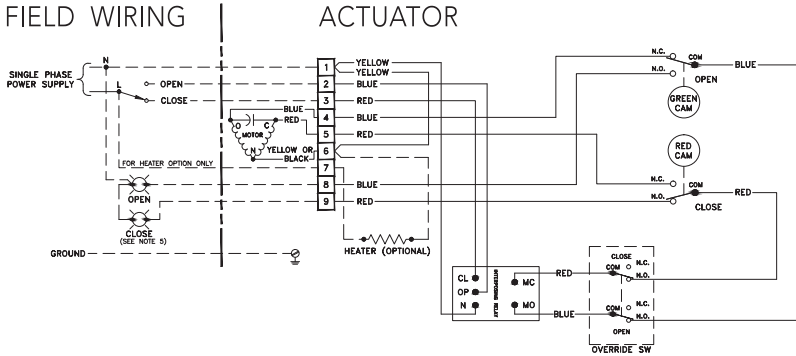 FIELD WIRING
ACTUATOR
N
SINGLE PHASE
POWER SUPPLY
L
OPEN
CLOSE
1
2
3
4
5
6
7
8
9
YELLOW
YELLOW
BLUE
RED
BLUE
RED
BLUE
RED
BLUE
RED
O
C
MOTOR
N
YELLOW OR
BLACK
FOR HEATER OPTION ONLY
OPEN
CLOSE
(SEE NOTE 5)
GROUND
HEATER (OPTIONAL)
N.C.
COM
N.O.
OPEN
BLUE
GREEN
CAM
RED
CAM
N.C.
COM
N.O.
CLOSE
RED
CL
OP
N
INTERPOSING RELAY
MC
MO
RED
BLUE
CLOSE
COM
N.C.
N.O.
COM
N.C.
N.O.
OPEN
OVERRIDE SW